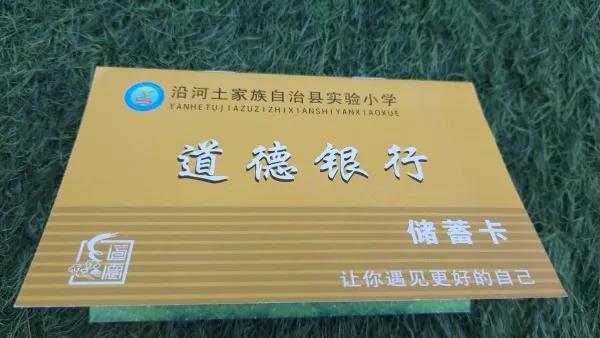 沿河土家族自治县实验小学
YANHETUJIAZUZIZHIXIANSHIYANXIAOXUE
道德银行
储蓄卡
让你遇见更好的自己